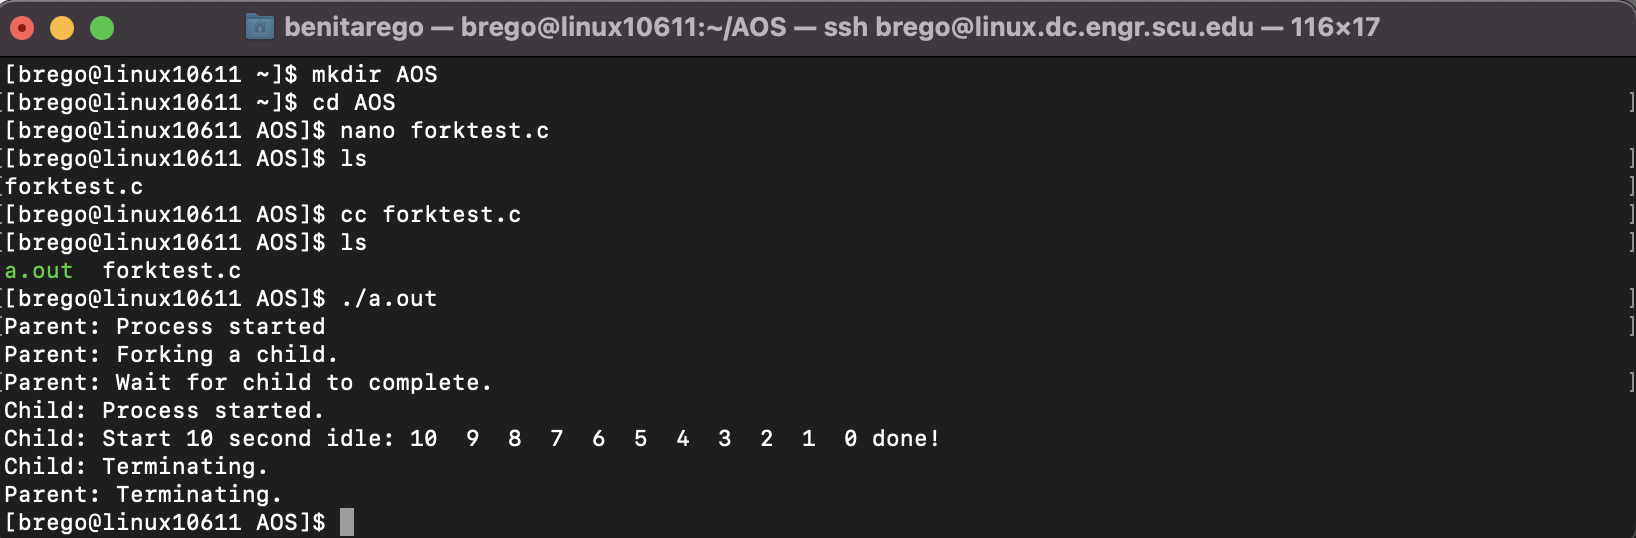 benitarego — brego@linux10611:~/AOS — ssh brego@linux.dc.engr.scu.edu — 116×17
[brego@linux10611 ~]$ mkdir AOS
[[brego@linux10611 ~]$ cd AOS ]
[brego@linux10611 AOS]$ nano forktest.c
[[brego@linux10611 AOS]$ ls ]
[forktest.c ]
[[brego@linux10611 AOS]$ cc forktest.c ]
[[brego@linux10611 AOS]$ ls ]
a.out  forktest.c
[[brego@linux10611 AOS]$ ./a.out ]
[Parent: Process started ]
Parent: Forking a child.
[Parent: Wait for child to complete. ]
Child: Process started.
Child: Start 10 second idle: 10  9  8  7  6  5  4  3  2  1  0 done!
Child: Terminating.
Parent: Terminating.
[brego@linux10611 AOS]$